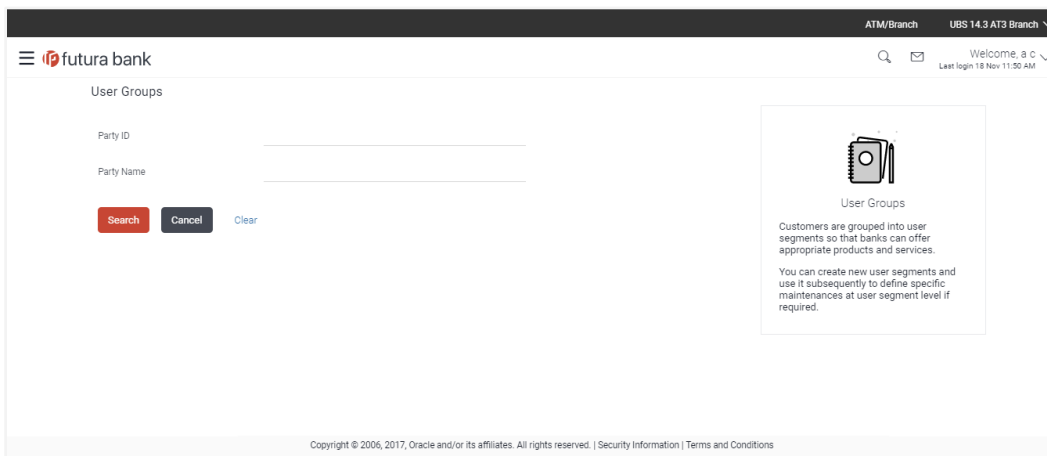 ATM/Branch UBS 14.3 AT3 Branch
futura bank
Welcome, a c
Last login 18 Nov 11:50 AM
User Groups
Party ID
Party Name
Search Cancel Clear
User Groups
Customers are grouped into user
segments so that banks can offer
appropriate products and services.
You can create new user segments and
use it subsequently to define specific
maintenances at user segment level if
required.
Copyright © 2006, 2017, Oracle and/or its affiliates. All rights reserved. | Security Information | Terms and Conditions